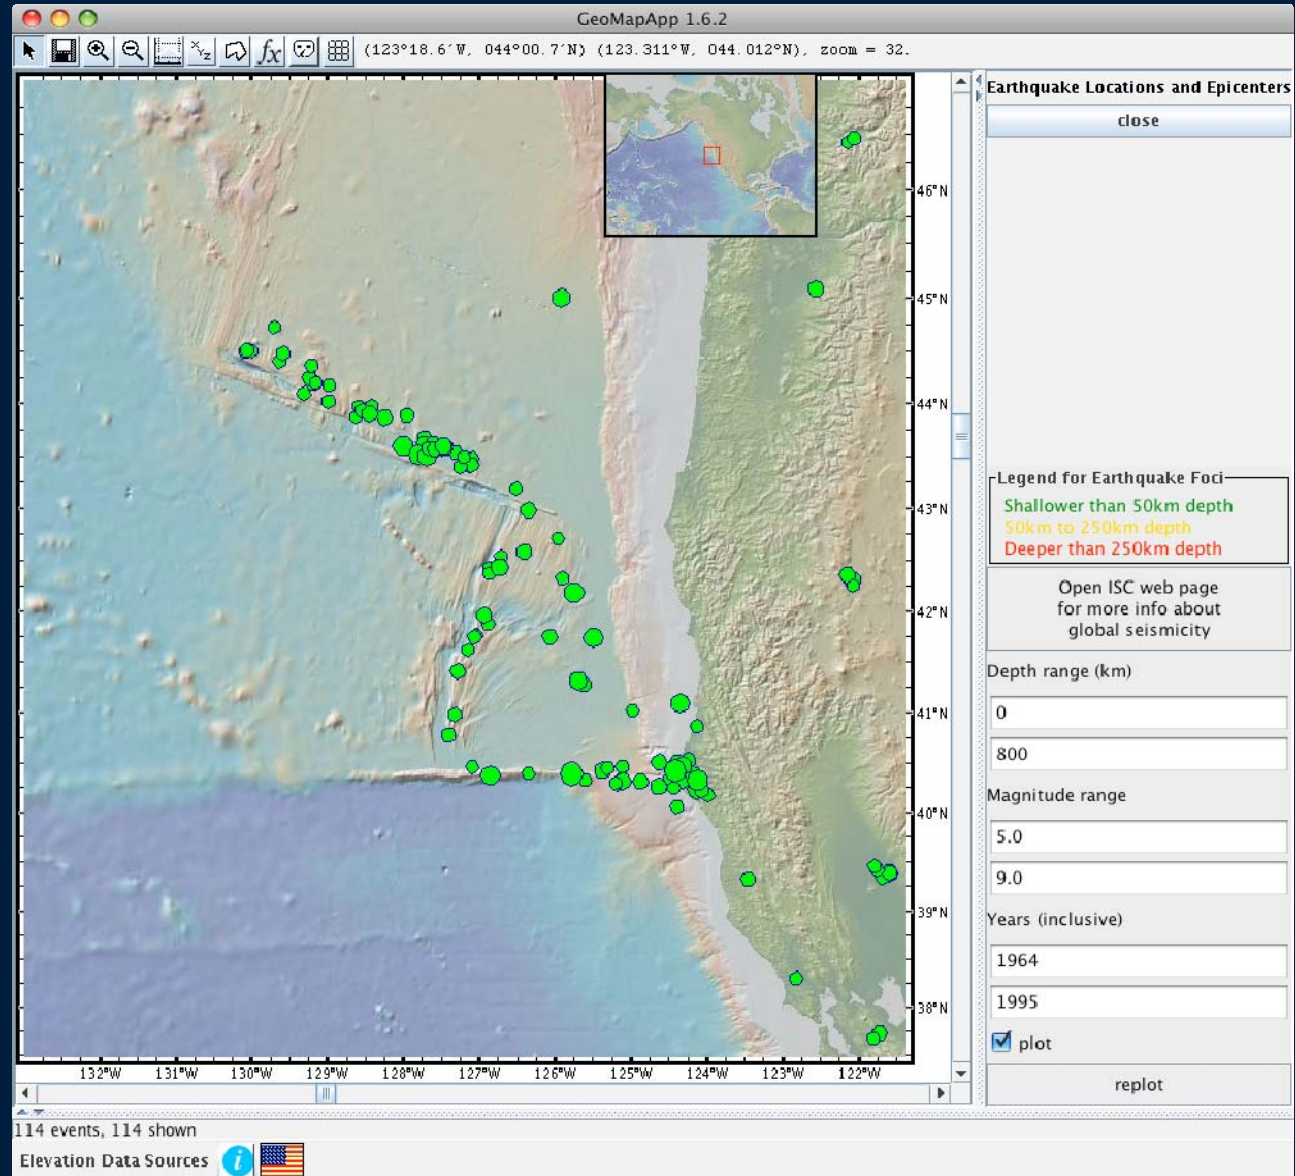 GeoMapApp 1.6.2
XYZ fx (123°18.6′W, 044°00.7′N) (123.311°W, 044.012°N), zoom = 32.
Earthquake Locations and Epicenters
close
46°N
45°N
44°N
43°N
42°N
41°N
40°N
39°N
38°N
132°W 131°W 130°W 129°W 128°W 127°W 126°W 125°W 124°W 123°W 122°W
Legend for Earthquake Foci
Shallower than 50km depth
50km to 250km depth
Deeper than 250km depth
Open ISC web page
for more info about
global seismicity
Depth range (km)
0
800
Magnitude range
5.0
9.0
Years (inclusive)
1964
1995
plot
replot
114 events, 114 shown
Elevation Data Sources i